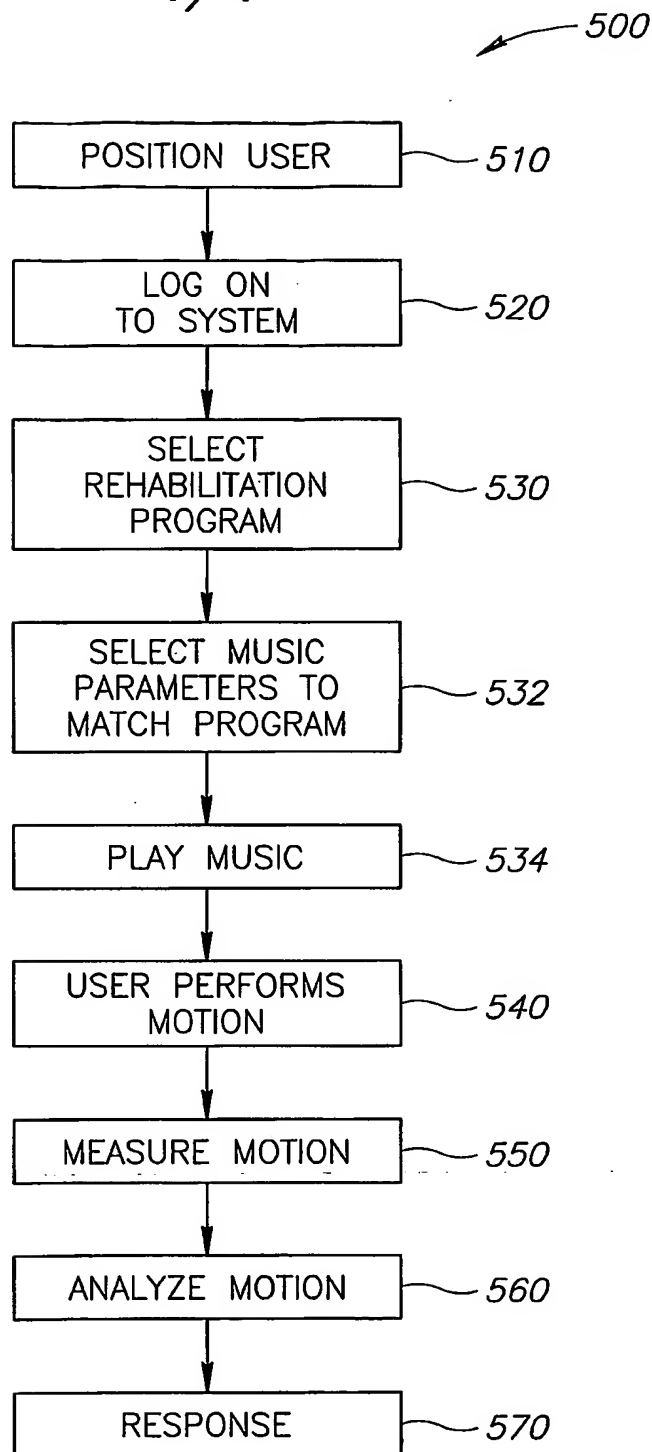 500
POSITION USER 510
LOG ON
TO SYSTEM 520
SELECT
REHABILITATION 530
PROGRAM
SELECT MUSIC
PARAMETERS TO 532
MATCH PROGRAM
PLAY MUSIC 534
USER PERFORMS
MOTION 540
MEASURE MOTION 550
ANALYZE MOTION 560
RESPONSE 570